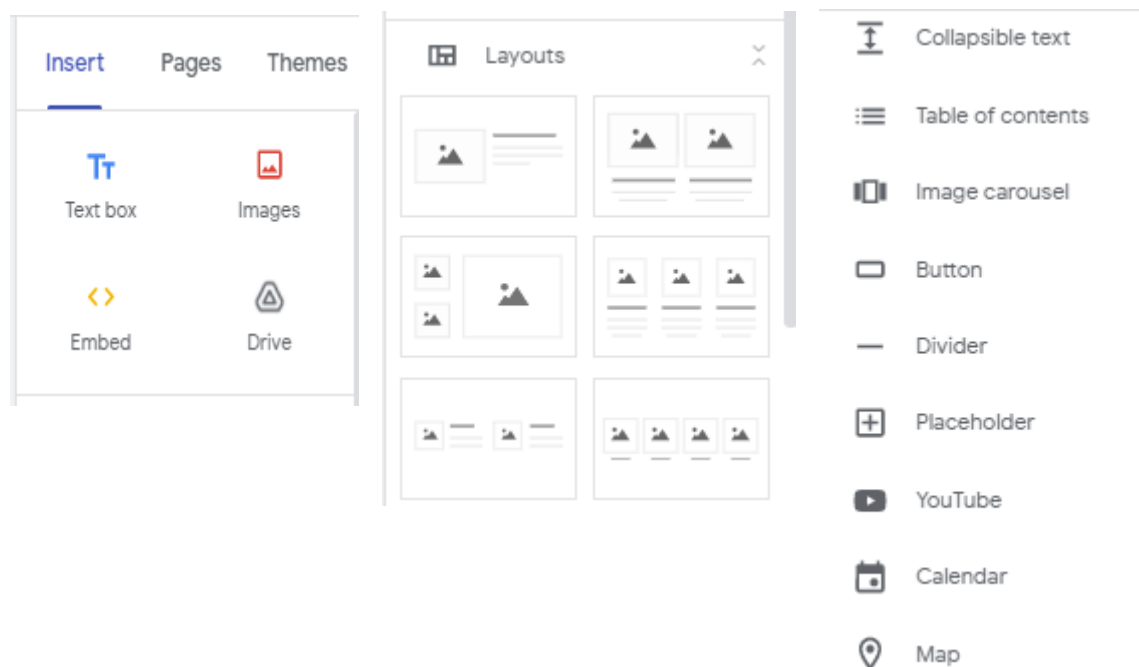 Insert Pages Themes
Text box Images
Embed Drive
Layouts
Collapsible text
Table of contents
Image carousel
Button
Divider
Placeholder
YouTube
Calendar
Map